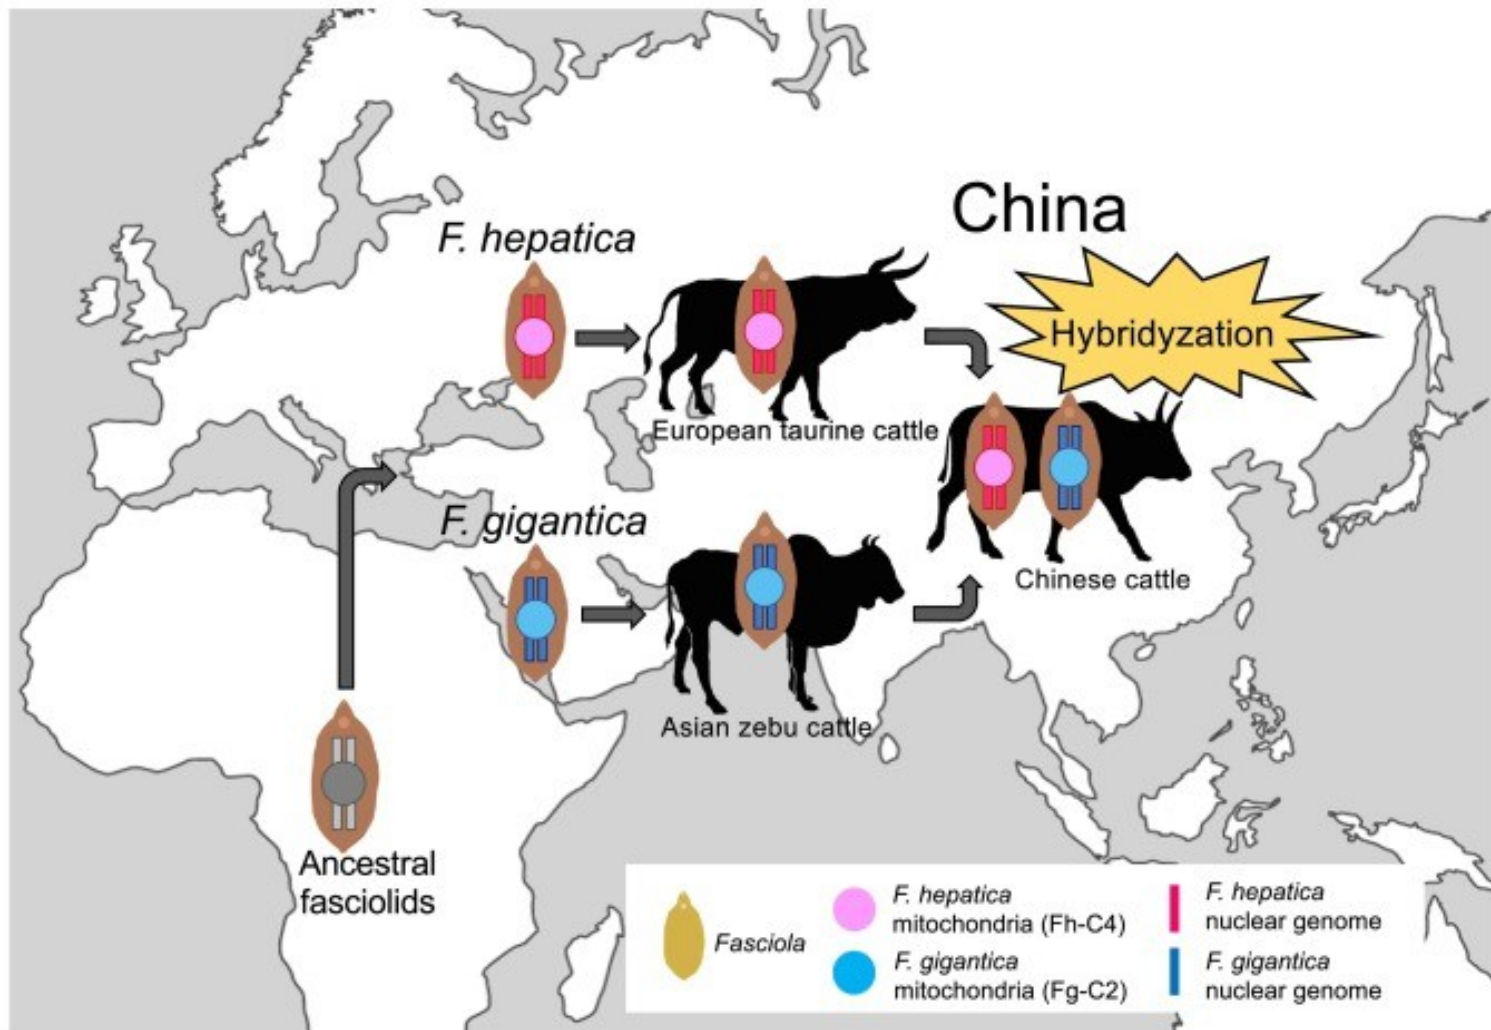 China
F. hepatica
Hybridyzation
European taurine cattle
F. gigantica
Chinese cattle
Asian zebu cattle
Ancestral
fasciolids
Fasciola
F. hepatica
mitochondria (Fh-C4)
F. gigantica
mitochondria (Fg-C2)
F. hepatica
nuclear genome
F. gigantica
nuclear genome